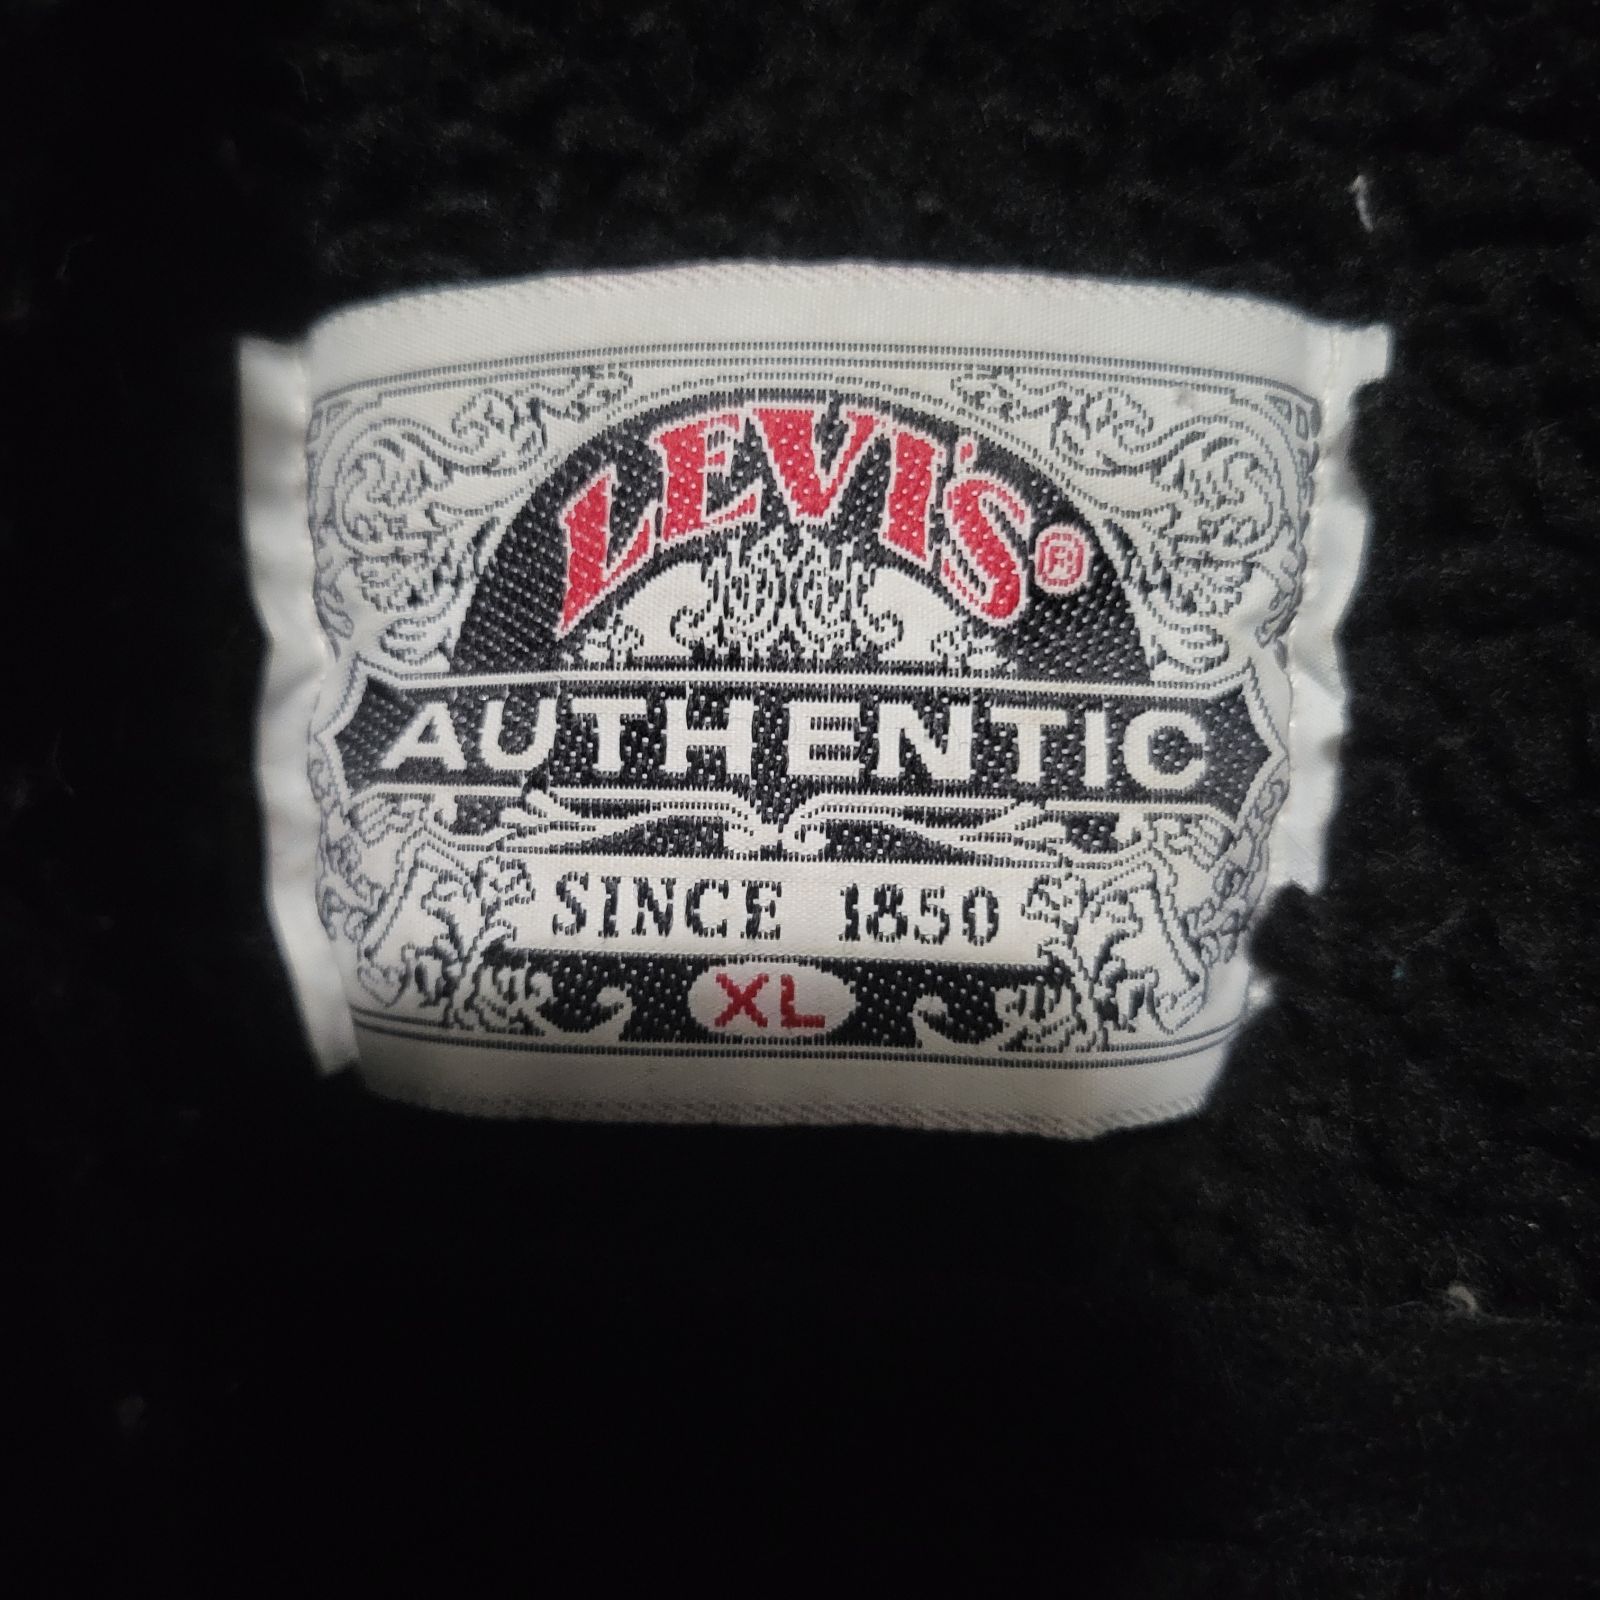 LEVI'S®
AUTHENTIC
SINCE 1850
XL